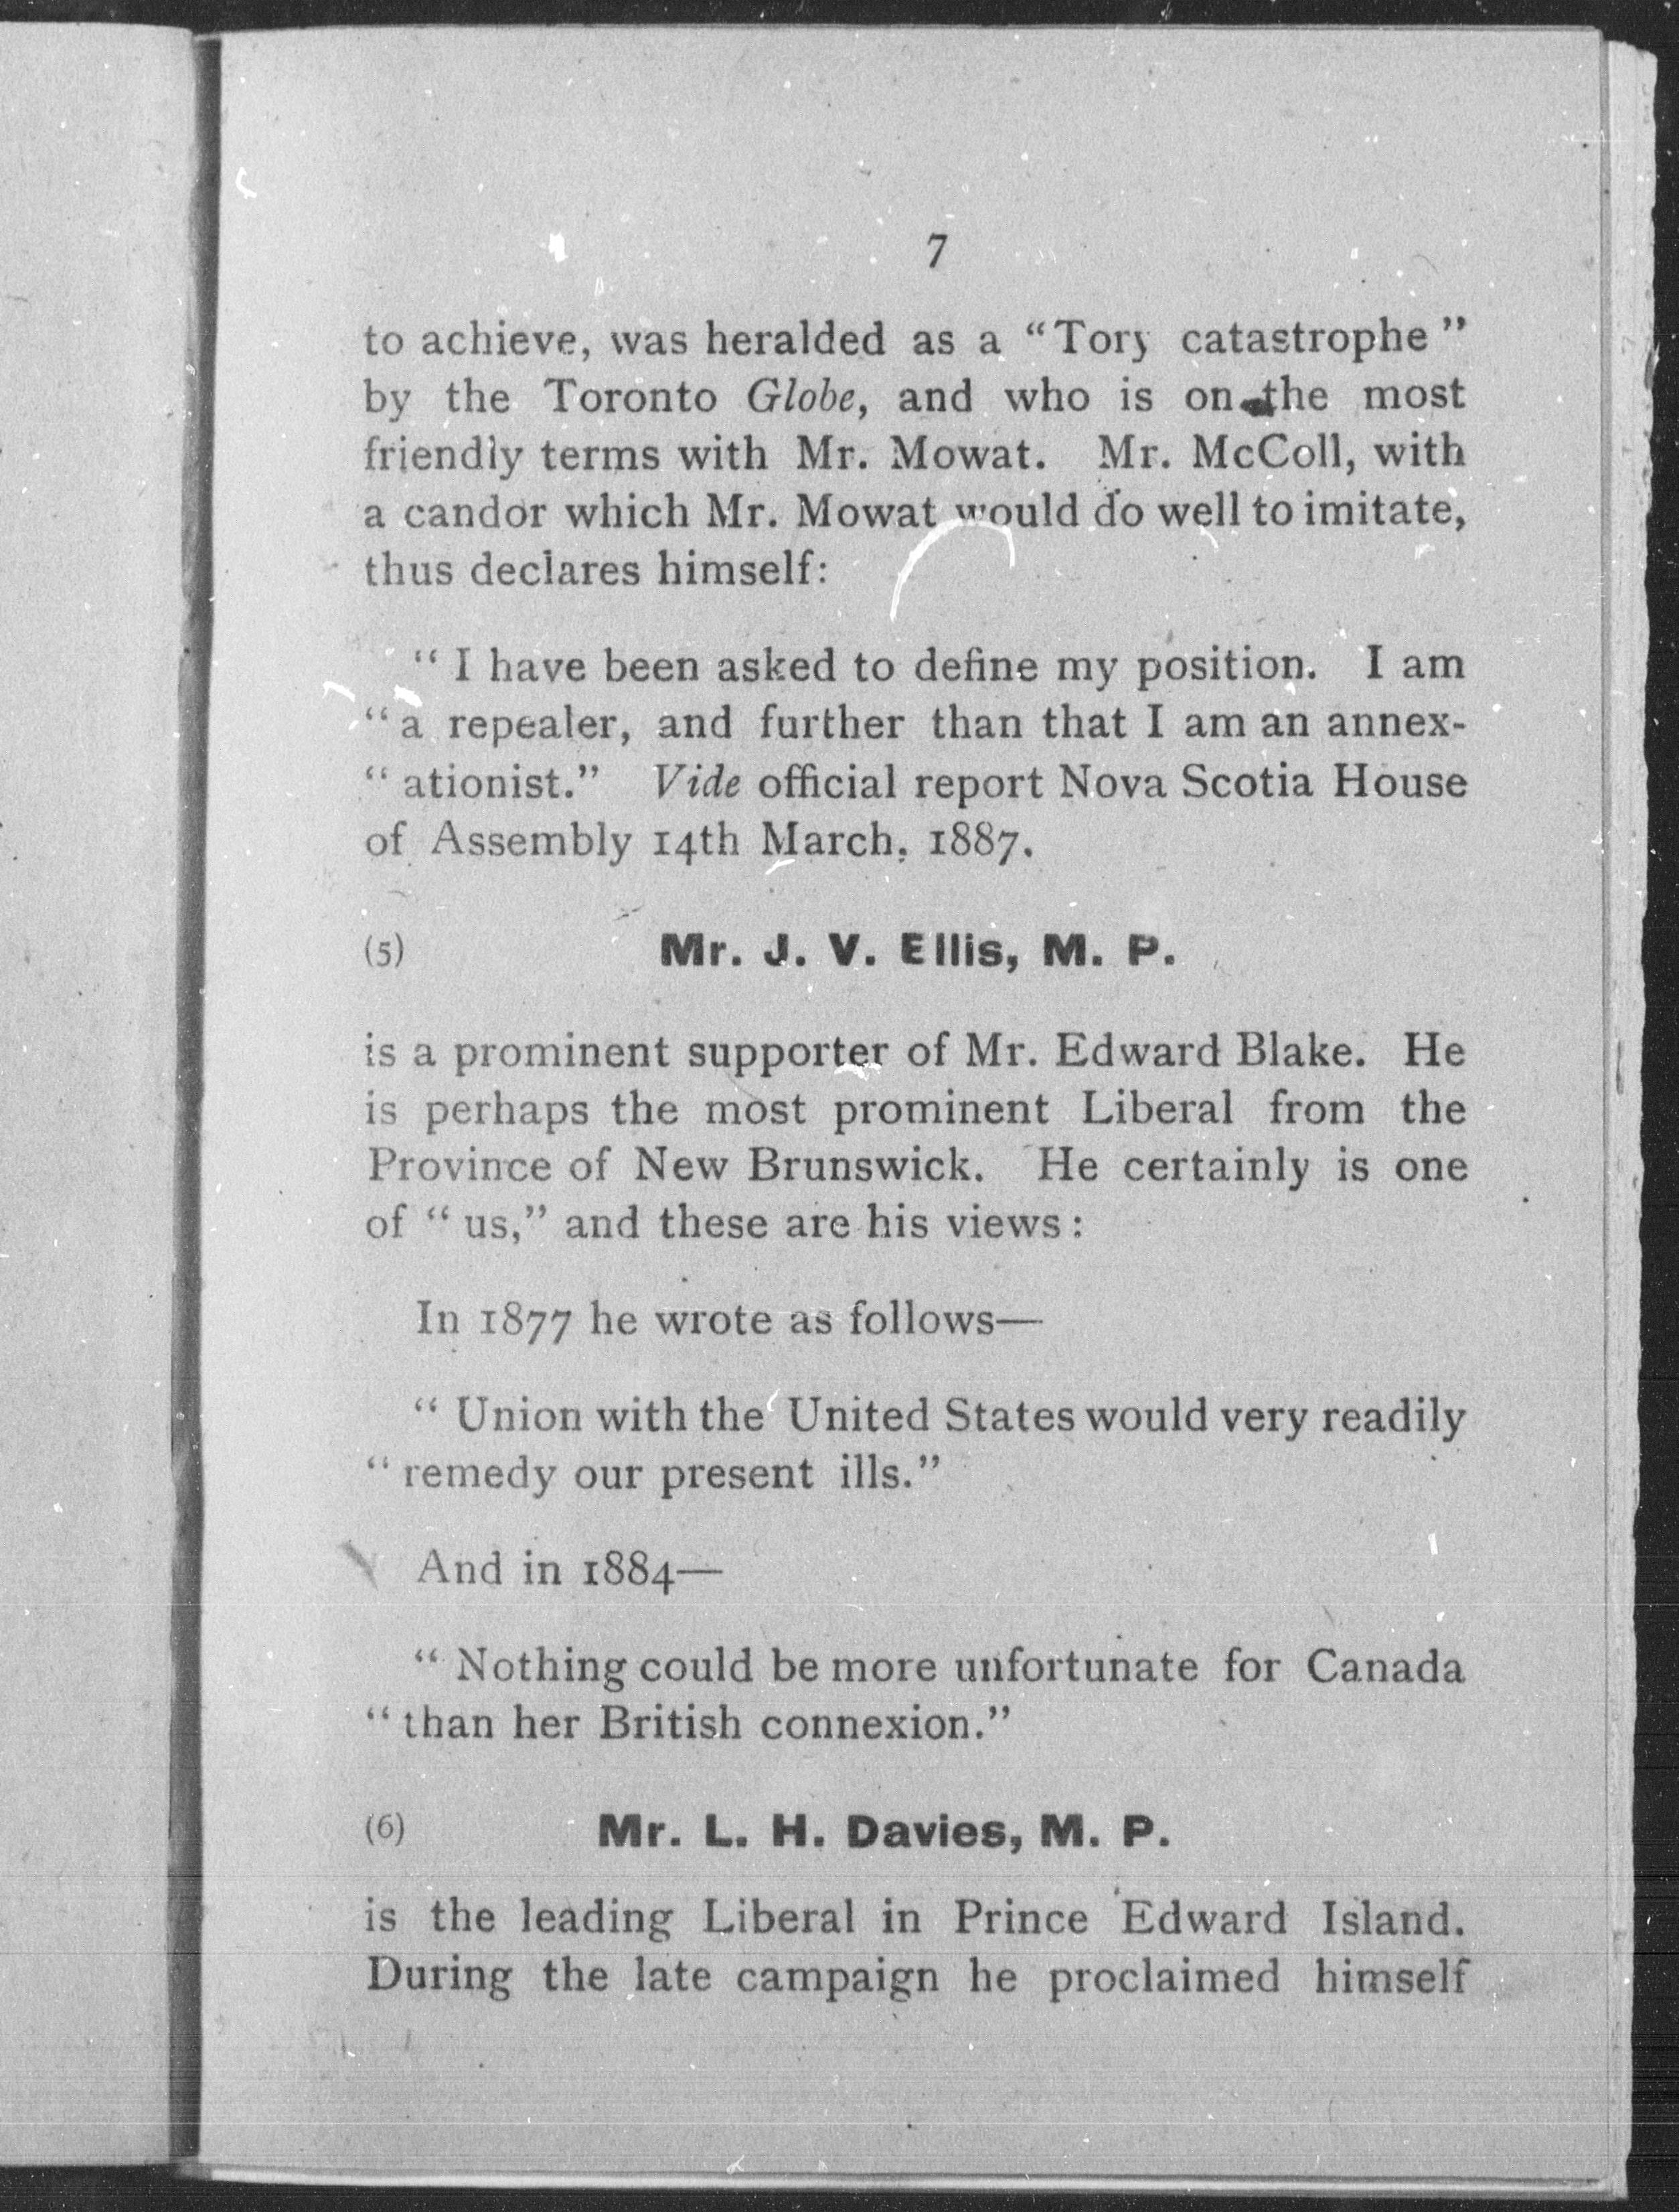 7
to achieve, was heralded as a “Tory catastrophe”
by the Toronto Globe, and who is on the most
friendly terms with Mr. Mowat. Mr. McColl, with
a candor which Mr. Mowat would do well to imitate,
thus declares himself:
“ I have been asked to define my position. I am
“ a repealer, and further than that I am an annex-
“ ationist.” Vide official report Nova Scotia House
of Assembly 14th March, 1887.
(5) Mr. J. V. Ellis, M. P.
is a prominent supporter of Mr. Edward Blake. He
is perhaps the most prominent Liberal from the
Province of New Brunswick. He certainly is one
of “ us,” and these are his views :
In 1877 he wrote as follows—
“ Union with the United States would very readily
“ remedy our present ills.”
And in 1884—
“ Nothing could be more unfortunate for Canada
“ than her British connexion.”
(6) Mr. L. H. Davies, M. P.
is the leading Liberal in Prince Edward Island.
During the late campaign he proclaimed himself